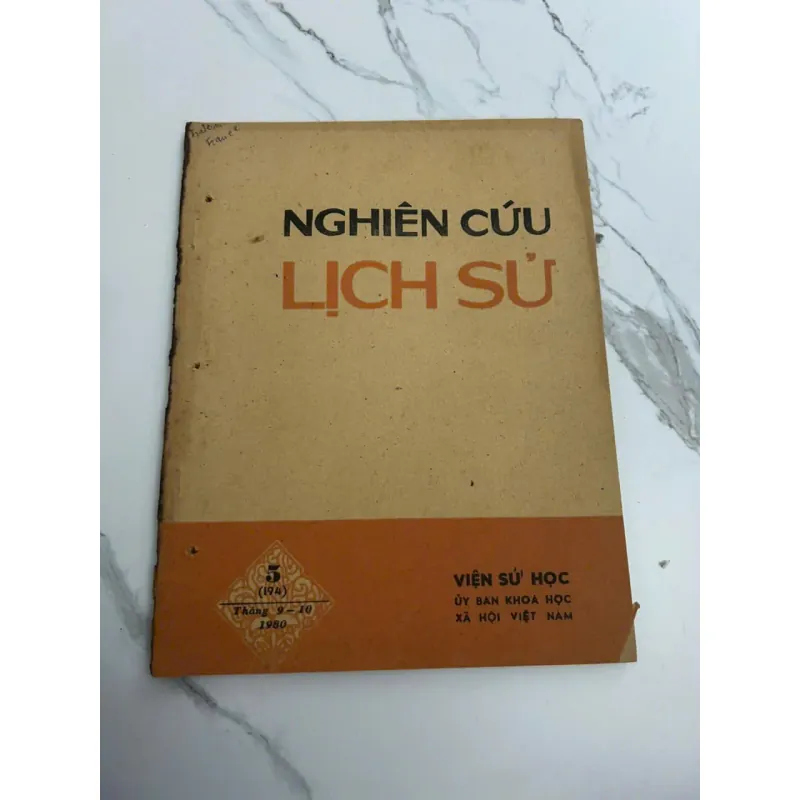 NGHIÊN CỨU
LỊCH SỬ
5
(194)
Tháng 9-10
1980
VIỆN SỬ HỌC
ỦY BAN KHOA HỌC
XÃ HỘI VIỆT NAM